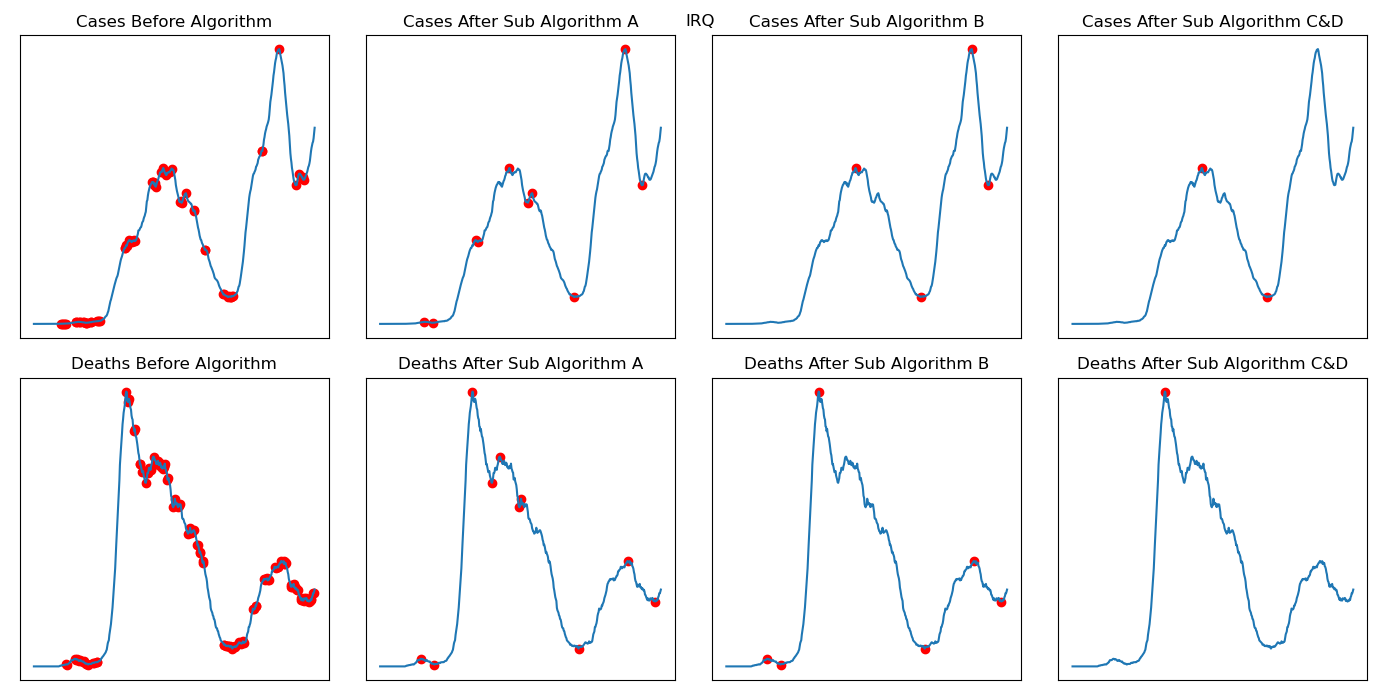 IRQ
Cases Before Algorithm
Cases After Sub Algorithm A
Cases After Sub Algorithm B
Cases After Sub Algorithm C&D
Deaths Before Algorithm
Deaths After Sub Algorithm A
Deaths After Sub Algorithm B
Deaths After Sub Algorithm C&D